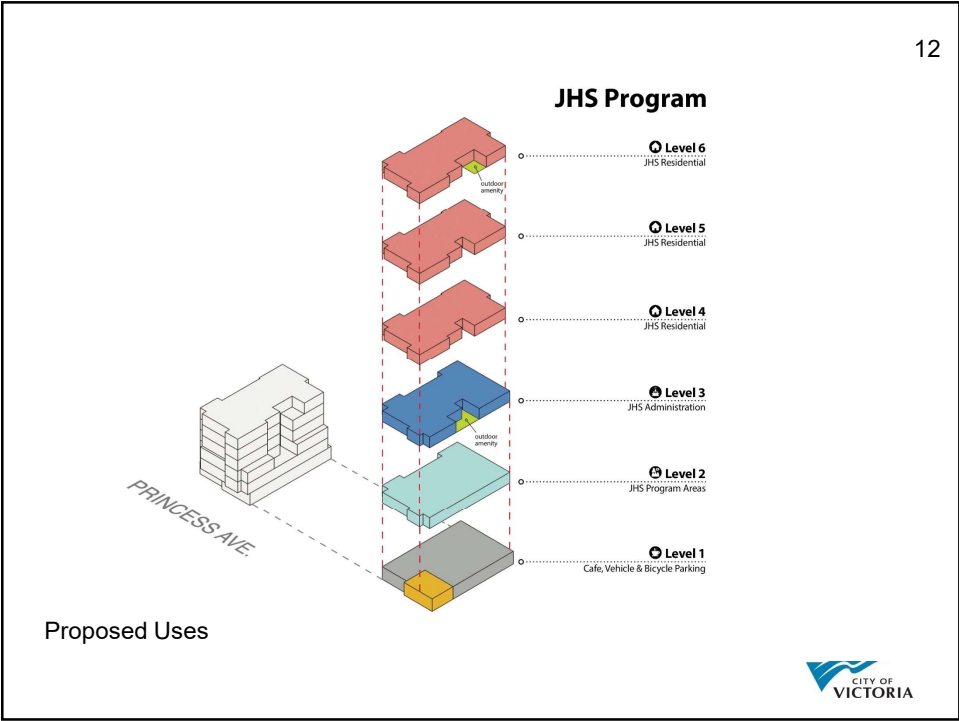 12
JHS Program
Level 6
JHS Residential
outdoor
amenity
Level 5
JHS Residential
Level 4
JHS Residential
Level 3
JHS Administration
outdoor
amenity
Level 2
JHS Program Areas
PRINCESS AVE.
Level 1
Cafe, Vehicle & Bicycle Parking
Proposed Uses
CITY OF
VICTORIA